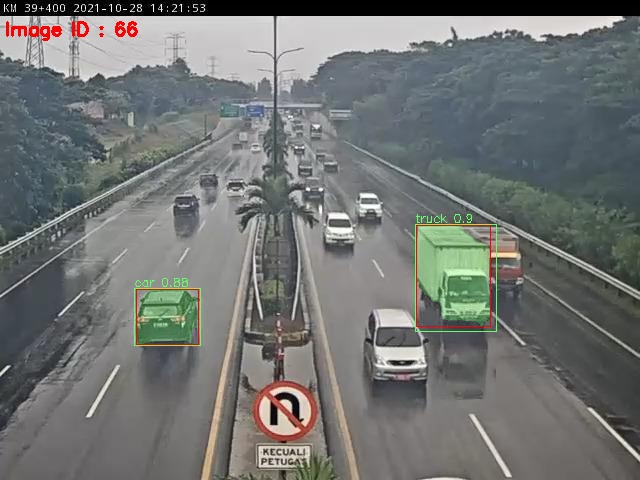 KM 39+400 2021-10-28 14:21:53
Image ID : 66
truck 0.9
car 0.88
KECUALI
PETUGAS